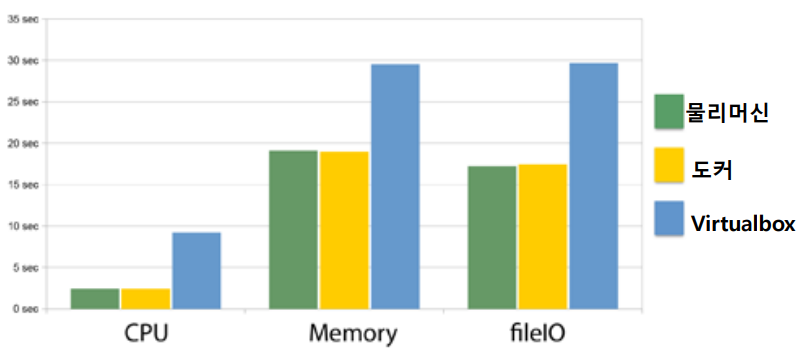 35 sec
30 sec
25 sec
20 sec
15 sec
10 sec
5 sec
0 sec
CPU
Memory
fileIO
물리머신
도커
Virtualbox